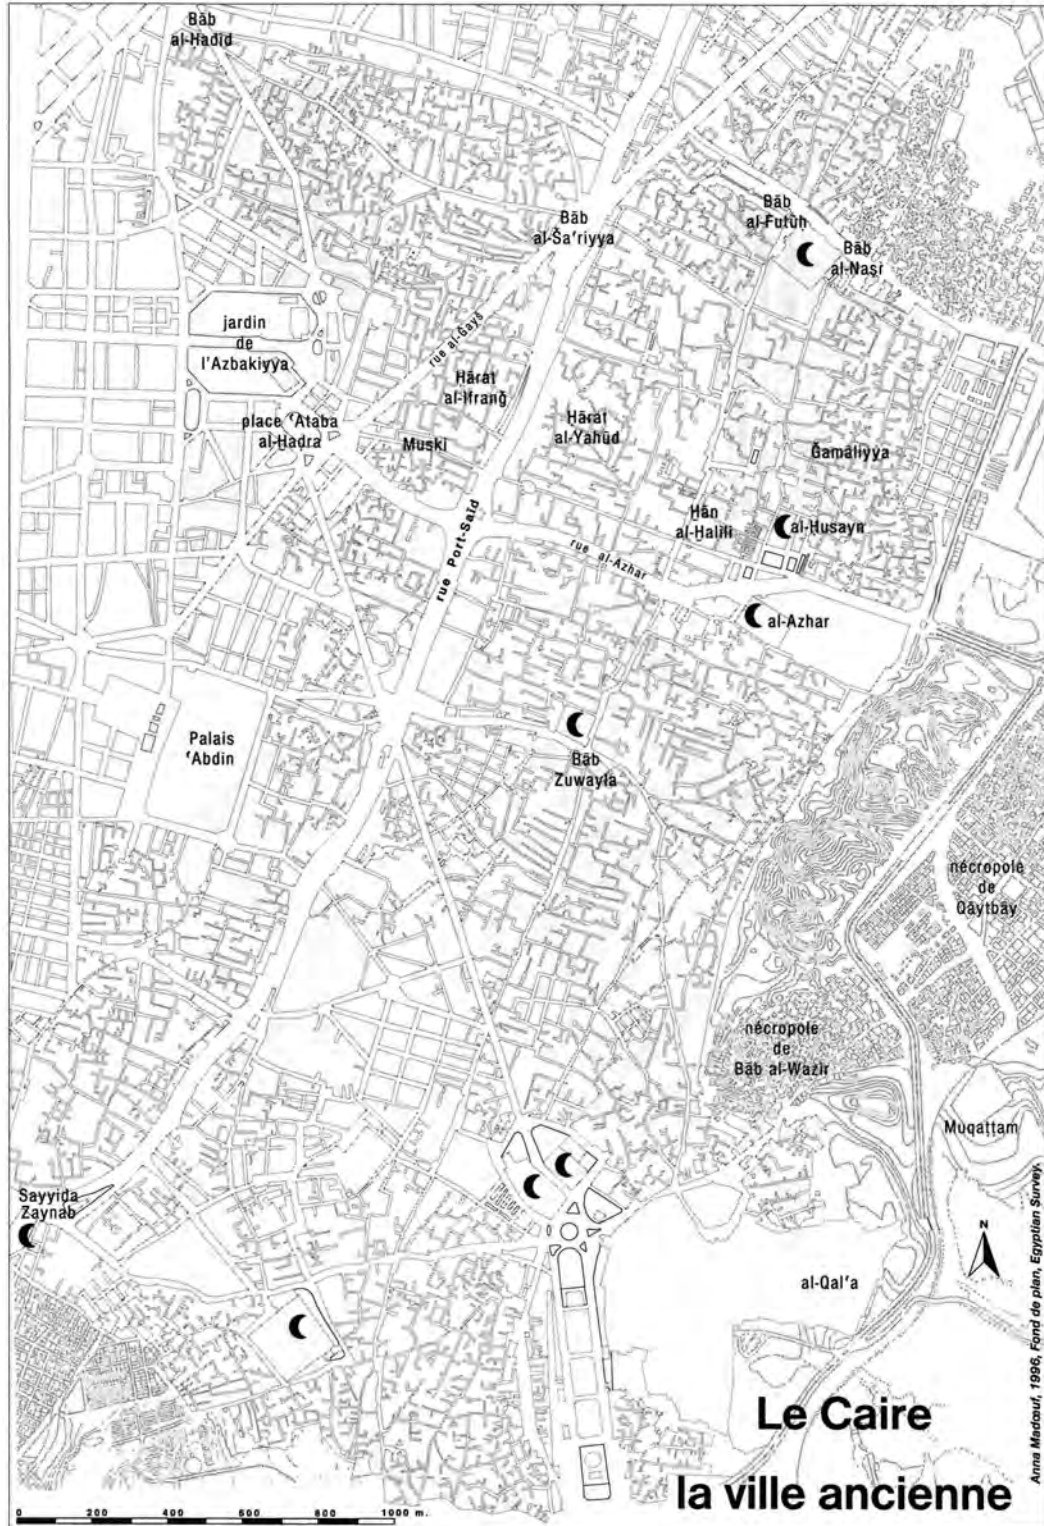 Bāb
al-Hadid
Bāb
al-Futūḥ
Bāb
al-Ša'riyya
Bāb
al-Naṣr
jardin
de
l'Azbakiyya
rue al-Ǧayš
Ḥārat
al-Ifranǧ
place 'Ataba
al-Ḥaḍra
Muski
Ḥārat
al-Yahūd
Ǧamāliyya
Ḫān
al-Ḫalīlī
al-Ḥusayn
rue Port-Saïd
rue al-Azhar
al-Azhar
Palais
'Abdin
Bāb
Zuwayla
nécropole
de
Qāytbāy
nécropole
de
Bāb al-Wazīr
Muqaṭṭam
Sayyida
Zaynab
N
al-Qal'a
Le Caire
la ville ancienne
0 200 400 600 800 1000 m.
Anna Madœuf, 1996, Fond de plan, Egyptian Survey.